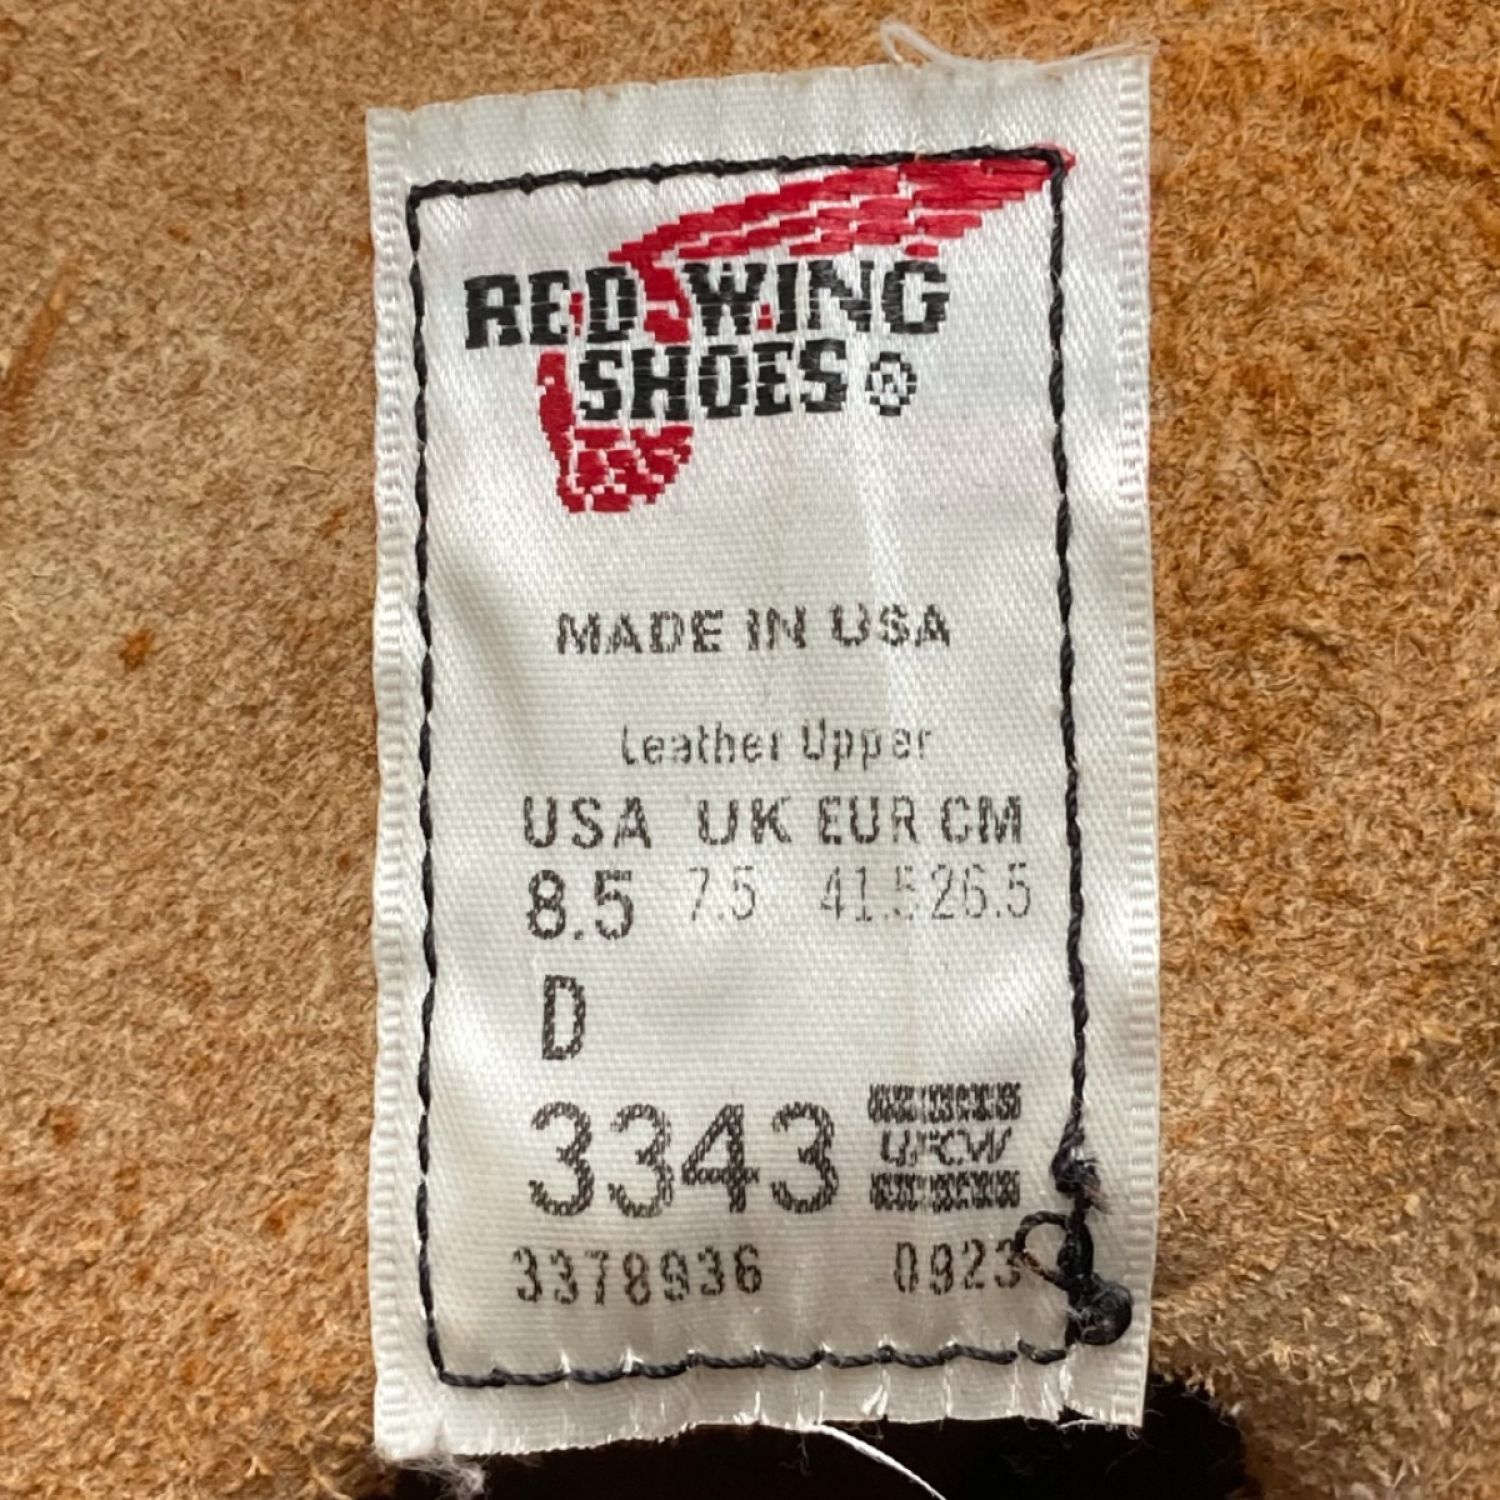 RED WING
SHOES ®
MADE IN USA
Leather Upper
USA UK EUR CM
8.5 7.5 41.5 26.5
D
3343
UFCW
3378936 0923